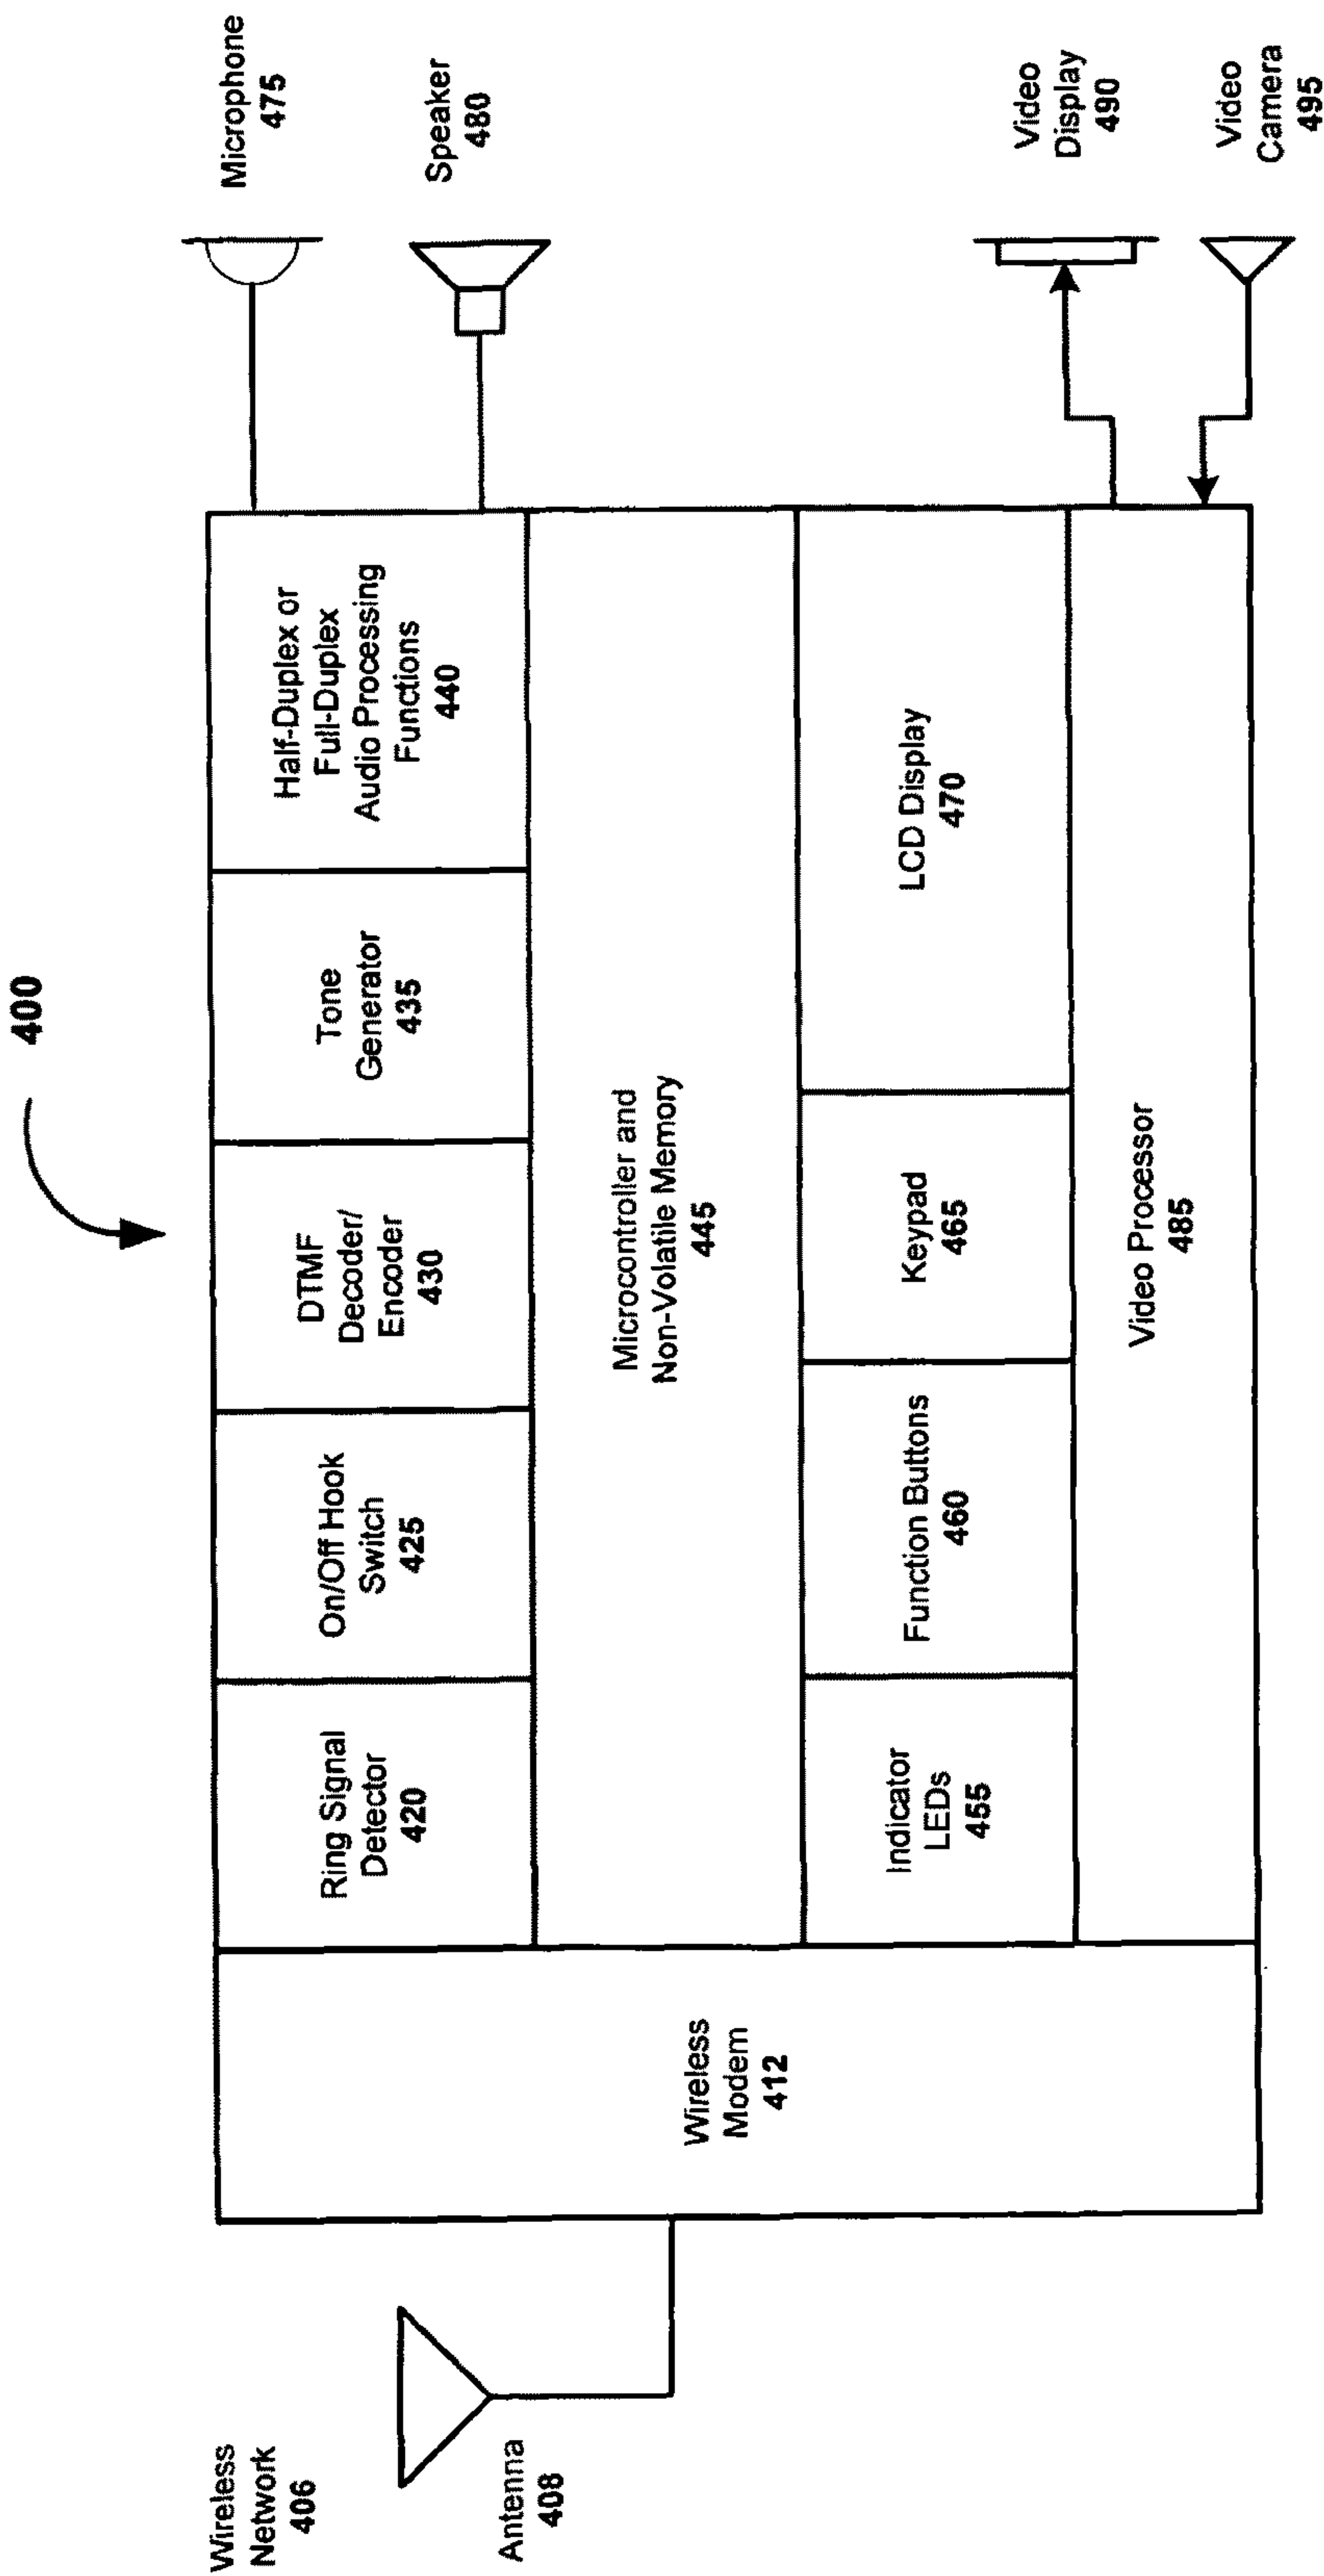 400
Wireless
Network
406
Antenna
408
Wireless
Modem
412
Ring Signal
Detector
420
On/Off Hook
Switch
425
DTMF
Decoder/
Encoder
430
Tone
Generator
435
Half-Duplex or
Full-Duplex
Audio Processing
Functions
440
Microcontroller and
Non-Volatile Memory
445
Indicator
LEDs
455
Function Buttons
460
Keypad
465
LCD Display
470
Video Processor
485
Microphone
475
Speaker
480
Video
Display
490
Video
Camera
495